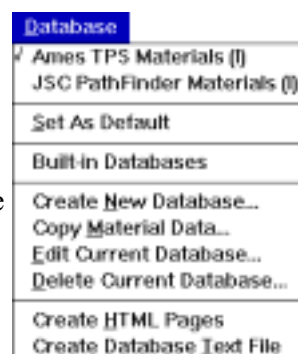 Database
√ Ames TPS Materials (I)
JSC PathFinder Materials (I)
Set As Default
Built-in Databases
e
Create New Database...
Copy Material Data...
Edit Current Database...
Delete Current Database...
Create HTML Pages
Create Database Text File